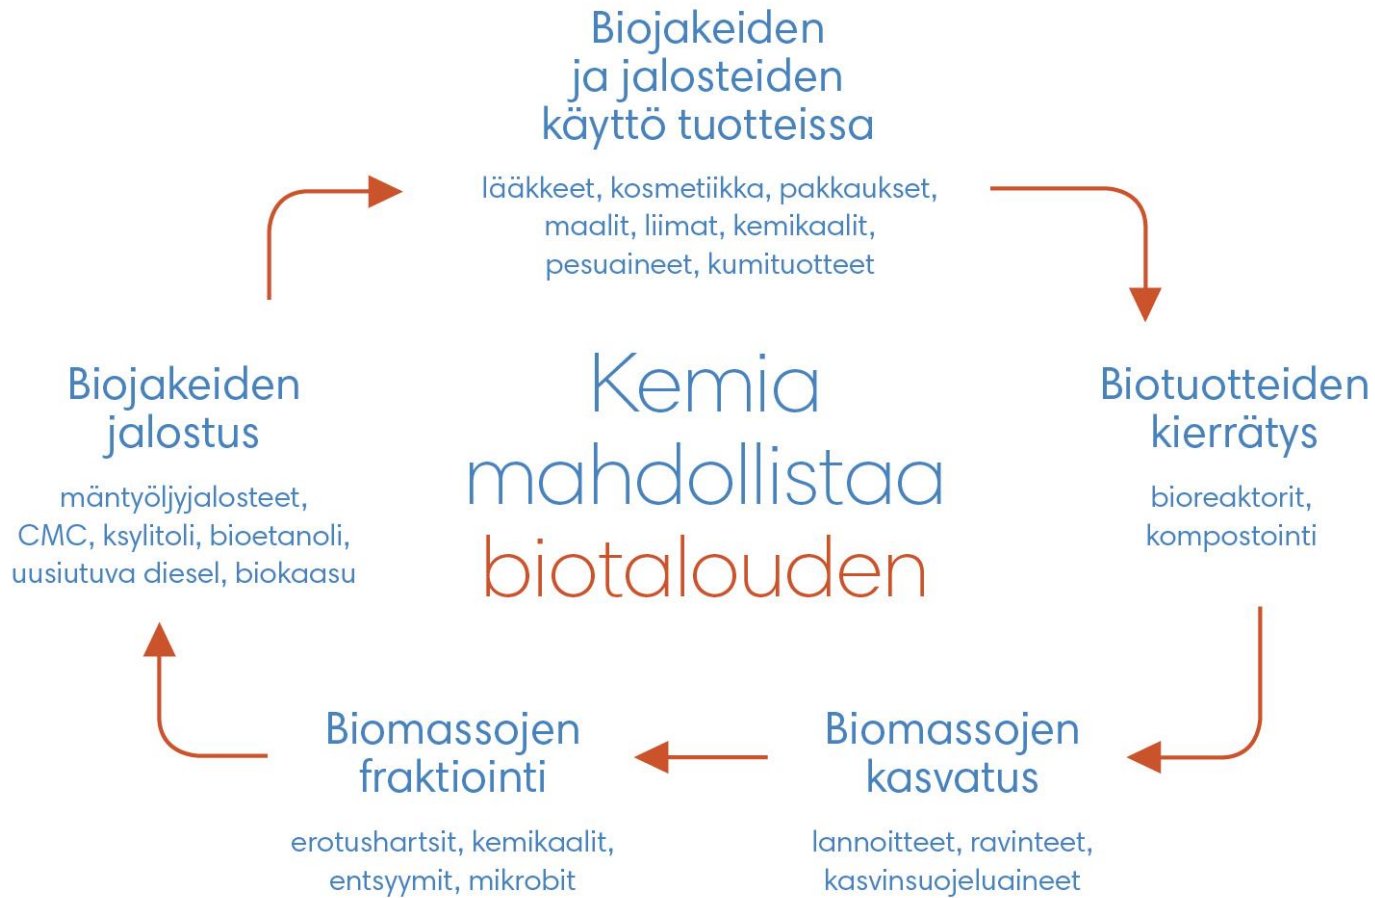 Biojakeiden
ja jalosteiden
käyttö tuotteissa
lääkkeet, kosmetiikka, pakkaukset,
maalit, liimat, kemikaalit,
pesuaineet, kumituotteet
Biojakeiden
jalostus
mäntyöljyjalosteet,
CMC, ksylitoli, bioetanoli,
uusiutuva diesel, biokaasu
Kemia
mahdollistaa
biotalouden
Biotuotteiden
kierrätys
bioreaktorit,
kompostointi
Biomassojen
fraktiointi
erotushartsit, kemikaalit,
entsyymit, mikrobit
Biomassojen
kasvatus
lannoitteet, ravinteet,
kasvinsuojeluaineet